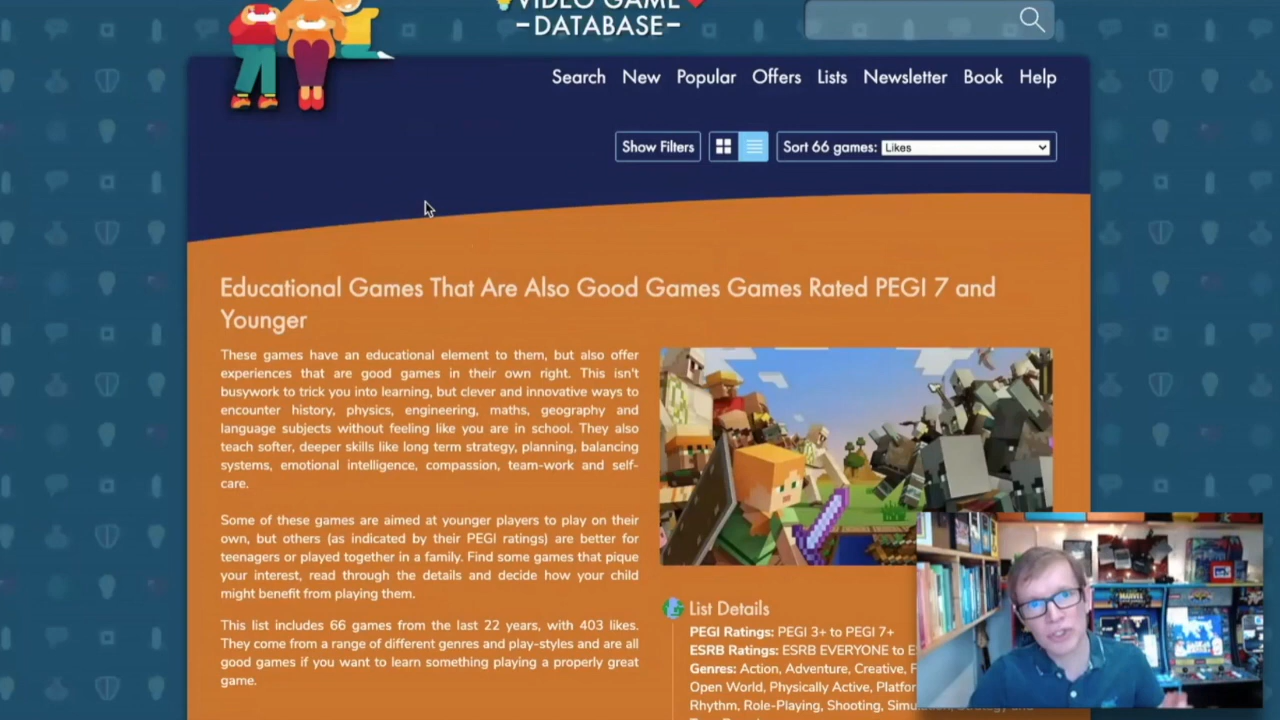 VIDEO GAME
–DATABASE–
Search New Popular Offers Lists Newsletter Book Help
Show Filters
Sort 66 games: Likes
Educational Games That Are Also Good Games Games Rated PEGI 7 and
Younger
These games have an educational element to them, but also offer
experiences that are good games in their own right. This isn't
busywork to trick you into learning, but clever and innovative ways to
encounter history, physics, engineering, maths, geography and
language subjects without feeling like you are in school. They also
teach softer, deeper skills like long term strategy, planning, balancing
systems, emotional intelligence, compassion, team-work and self-
care.
Some of these games are aimed at younger players to play on their
own, but others (as indicated by their PEGI ratings) are better for
teenagers or played together in a family. Find some games that pique
your interest, read through the details and decide how your child
might benefit from playing them.
This list includes 66 games from the last 22 years, with 403 likes.
They come from a range of different genres and play-styles and are all
good games if you want to learn something playing a properly great
game.
List Details
PEGI Ratings: PEGI 3+ to PEGI 7+
ESRB Ratings: ESRB EVERYONE to
Genres: Action, Adventure, Creative,
Open World, Physically Active,
Rhythm, Role-Playing, Shooting,
MARVEL